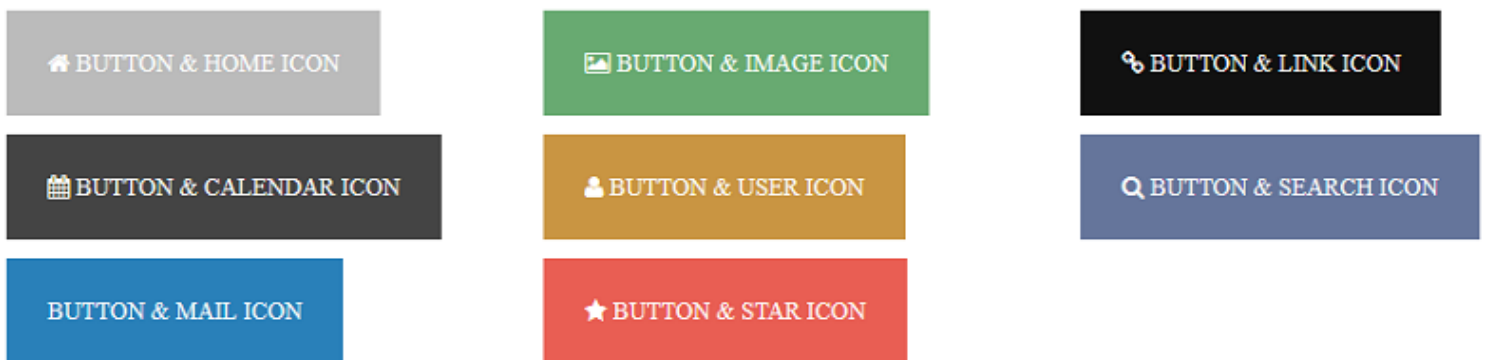 BUTTON & HOME ICON
BUTTON & IMAGE ICON
BUTTON & LINK ICON
BUTTON & CALENDAR ICON
BUTTON & USER ICON
BUTTON & SEARCH ICON
BUTTON & MAIL ICON
BUTTON & STAR ICON